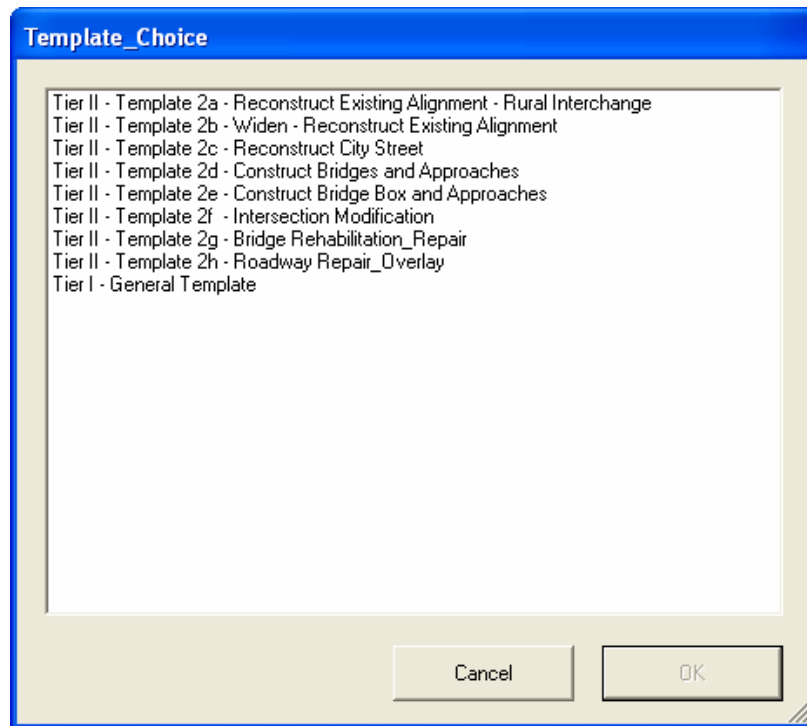 Template_Choice
Tier II - Template 2a - Reconstruct Existing Alignment - Rural Interchange
Tier II - Template 2b - Widen - Reconstruct Existing Alignment
Tier II - Template 2c - Reconstruct City Street
Tier II - Template 2d - Construct Bridges and Approaches
Tier II - Template 2e - Construct Bridge Box and Approaches
Tier II - Template 2f  - Intersection Modification
Tier II - Template 2g - Bridge Rehabilitation_Repair
Tier II - Template 2h - Roadway Repair_Overlay
Tier I - General Template
Cancel
OK